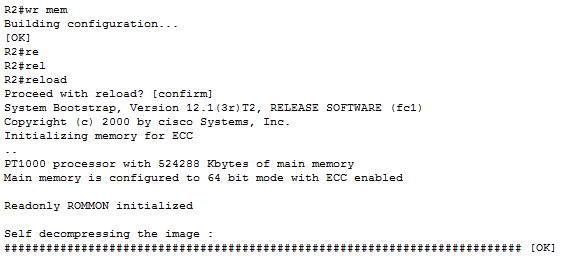 R2#wr mem
Building configuration...
[OK]
R2#re
R2#rel
R2#reload
Proceed with reload? [confirm]
System Bootstrap, Version 12.1(3r)T2, RELEASE SOFTWARE (fc1)
Copyright (c) 2000 by cisco Systems, Inc.
Initializing memory for ECC
..
PT1000 processor with 524288 Kbytes of main memory
Main memory is configured to 64 bit mode with ECC enabled
Readonly ROMMON initialized
Self decompressing the image :
########################################################################## [OK]